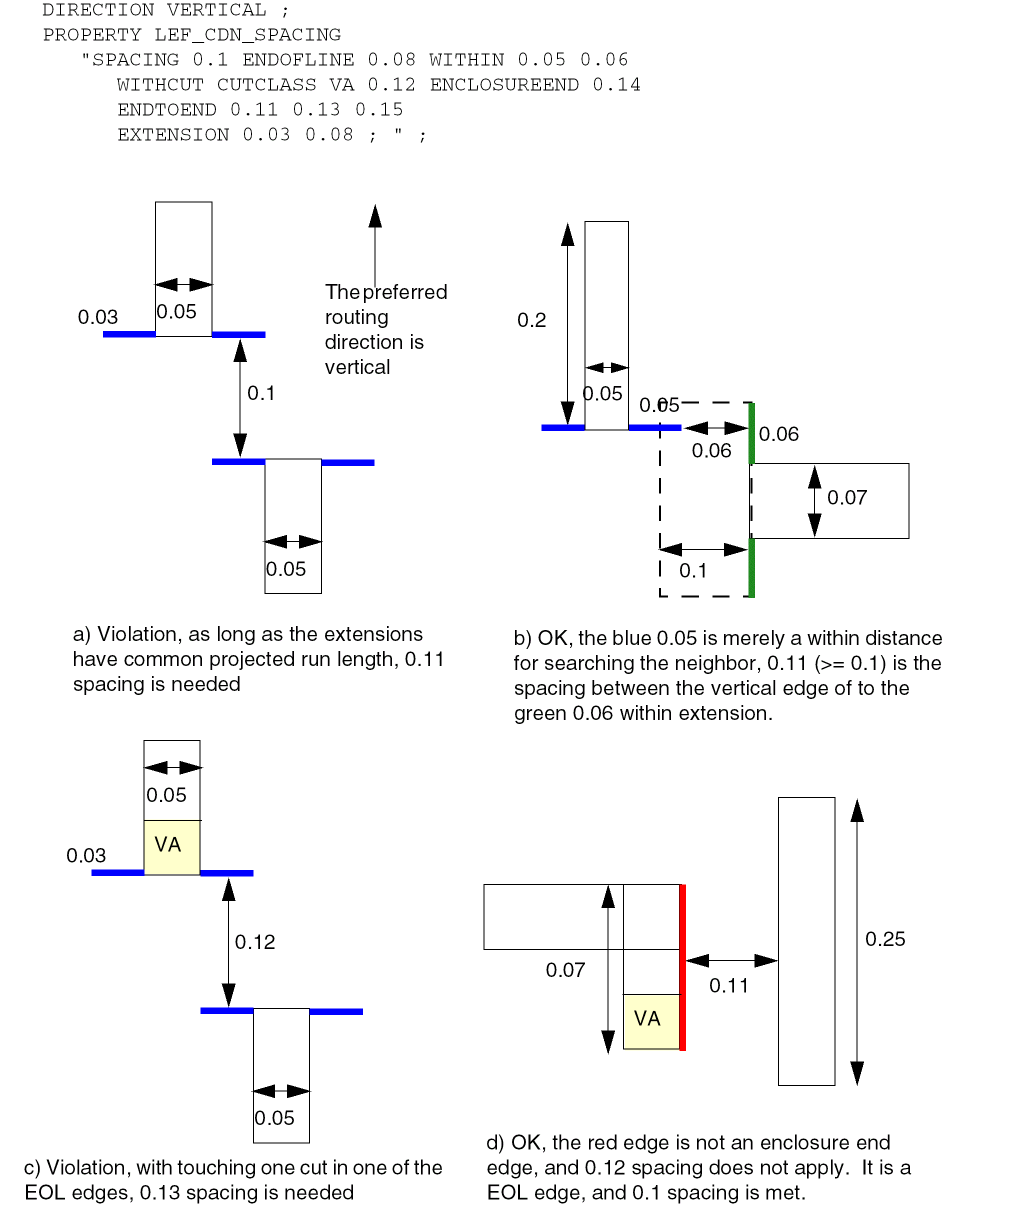 DIRECTION VERTICAL ;
PROPERTY LEF_CDN_SPACING
"SPACING 0.1 ENDOFLINE 0.08 WITHIN 0.05 0.06
WITHCUT CUTCLASS VA 0.12 ENCLOSUREEND 0.14
ENDTOEND 0.11 0.13 0.15
EXTENSION 0.03 0.08 ; " ;
0.03
0.05
0.1
0.05
The preferred
routing
direction is
vertical
0.2
0.05
0.05
0.06
0.06
0.07
0.1
a) Violation, as long as the extensions
have common projected run length, 0.11
spacing is needed
b) OK, the blue 0.05 is merely a within distance
for searching the neighbor, 0.11 (>= 0.1) is the
spacing between the vertical edge of to the
green 0.06 within extension.
0.05
VA
0.03
0.12
0.05
0.07
VA
0.11
0.25
c) Violation, with touching one cut in one of the
EOL edges, 0.13 spacing is needed
d) OK, the red edge is not an enclosure end
edge, and 0.12 spacing does not apply.  It is a
EOL edge, and 0.1 spacing is met.